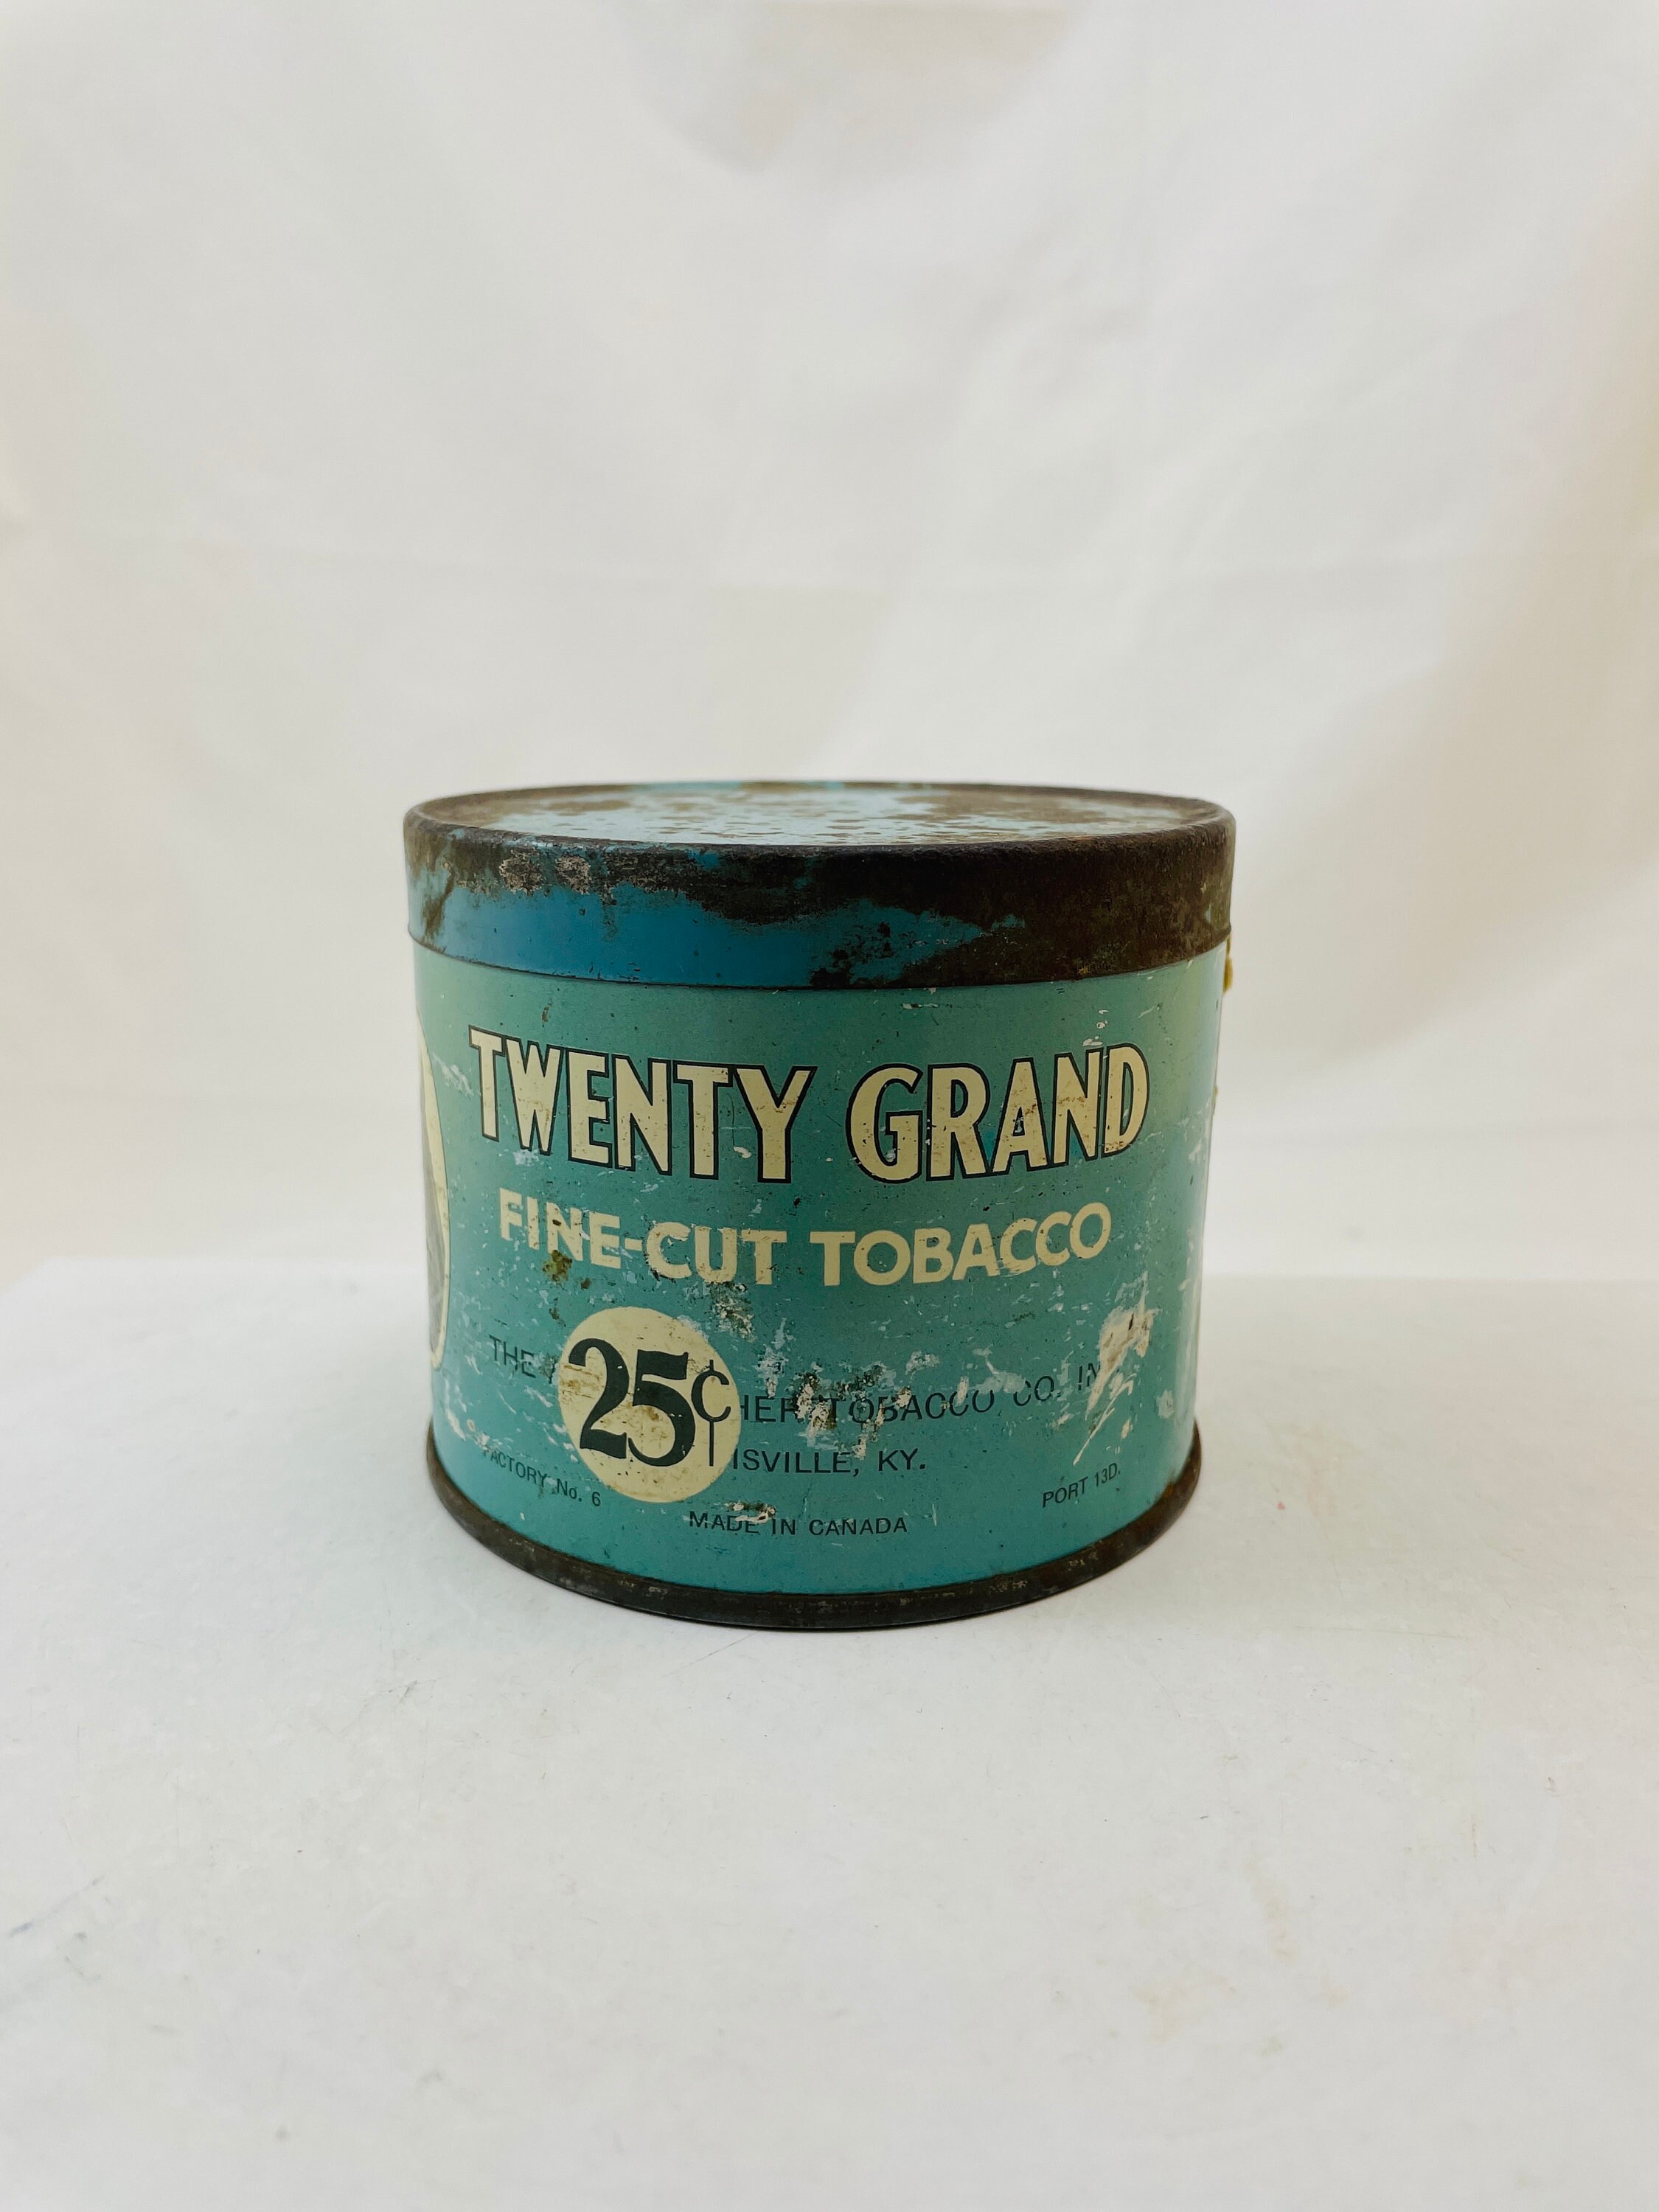 TWENTY GRAND
FINE-CUT TOBACCO
25¢
THE TOBACCO CO. IN
ISVILLE, KY.
FACTORY No. 6
PORT 13D.
MADE IN CANADA